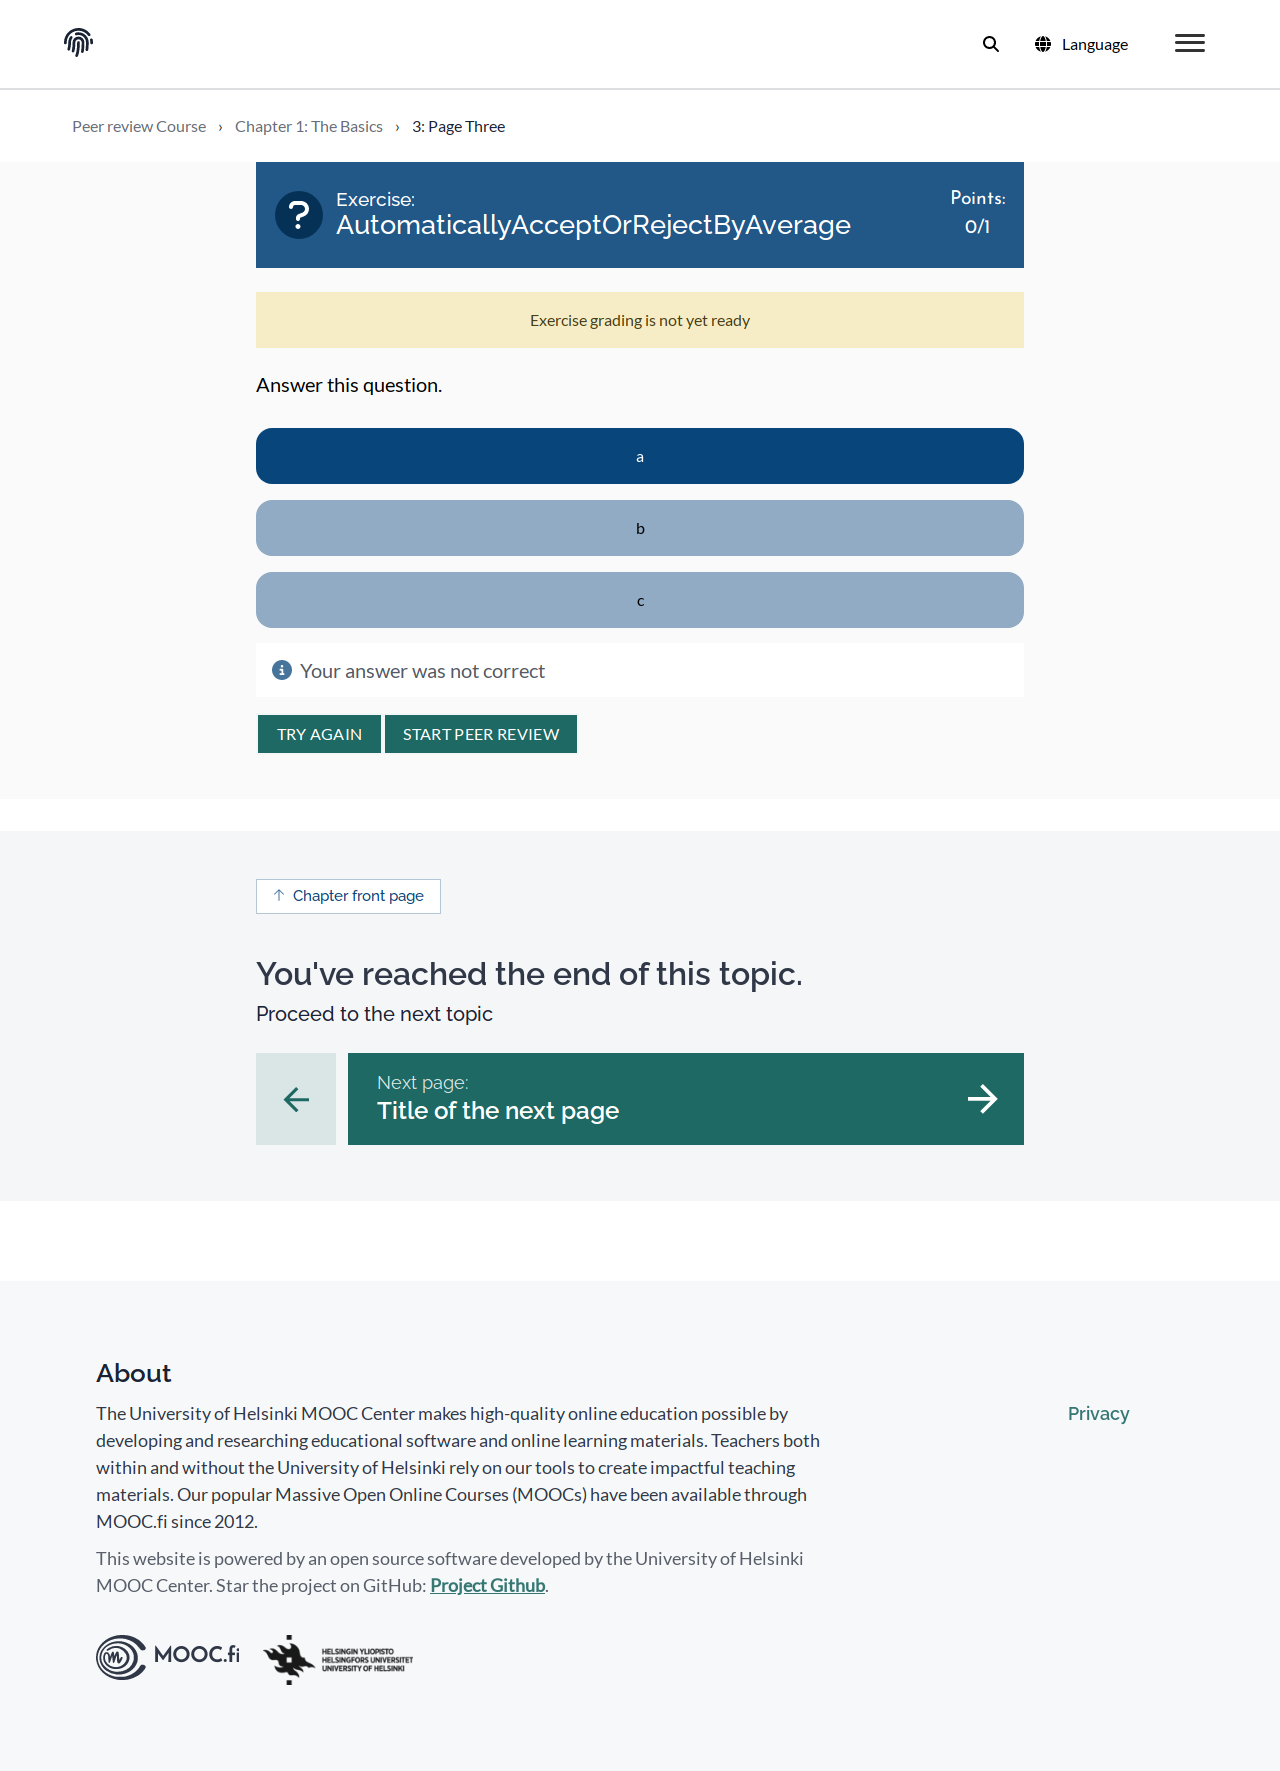 Language
Peer review Course › Chapter 1: The Basics › 3: Page Three
Exercise:
AutomaticallyAcceptOrRejectByAverage
Points:
0/1
Exercise grading is not yet ready
Answer this question.
a
b
c
Your answer was not correct
TRY AGAIN
START PEER REVIEW
Chapter front page
You've reached the end of this topic.
Proceed to the next topic
Next page:
Title of the next page
About
The University of Helsinki MOOC Center makes high-quality online education possible by
developing and researching educational software and online learning materials. Teachers both
within and without the University of Helsinki rely on our tools to create impactful teaching
materials. Our popular Massive Open Online Courses (MOOCs) have been available through
MOOC.fi since 2012.
Privacy
This website is powered by an open source software developed by the University of Helsinki
MOOC Center. Star the project on GitHub: Project Github.
MOOC.fi
HELSINGIN YLIOPISTO
HELSINGFORS UNIVERSITET
UNIVERSITY OF HELSINKI